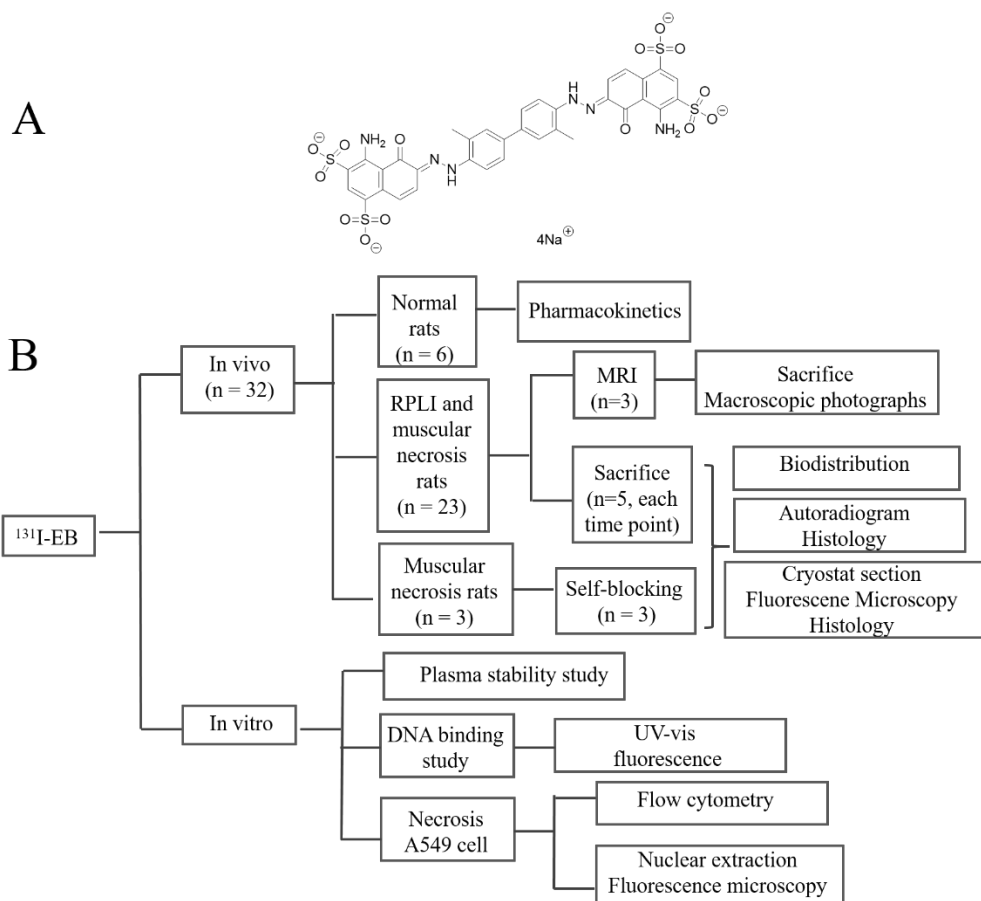 A
NH₂
O
N
N
H
O⊖
O=S=O
O=S=O
O⊖
H
N
N
O
NH₂
O⊖
O=S=O
O=S=O
O⊖
4Na⊕
B
¹³¹I-EB
In vivo
(n = 32)
Normal
rats
(n = 6)
Pharmacokinetics
RPLI and
muscular
necrosis
rats
(n = 23)
MRI
(n=3)
Sacrifice
Macroscopic photographs
Sacrifice
(n=5, each
time point)
Muscular
necrosis rats
(n = 3)
Self-blocking
(n = 3)
Biodistribution
Autoradiogram
Histology
Cryostat section
Fluorescene Microscopy
Histology
In vitro
Plasma stability study
DNA binding
study
UV-vis
fluorescence
Necrosis
A549 cell
Flow cytometry
Nuclear extraction
Fluorescence microscopy